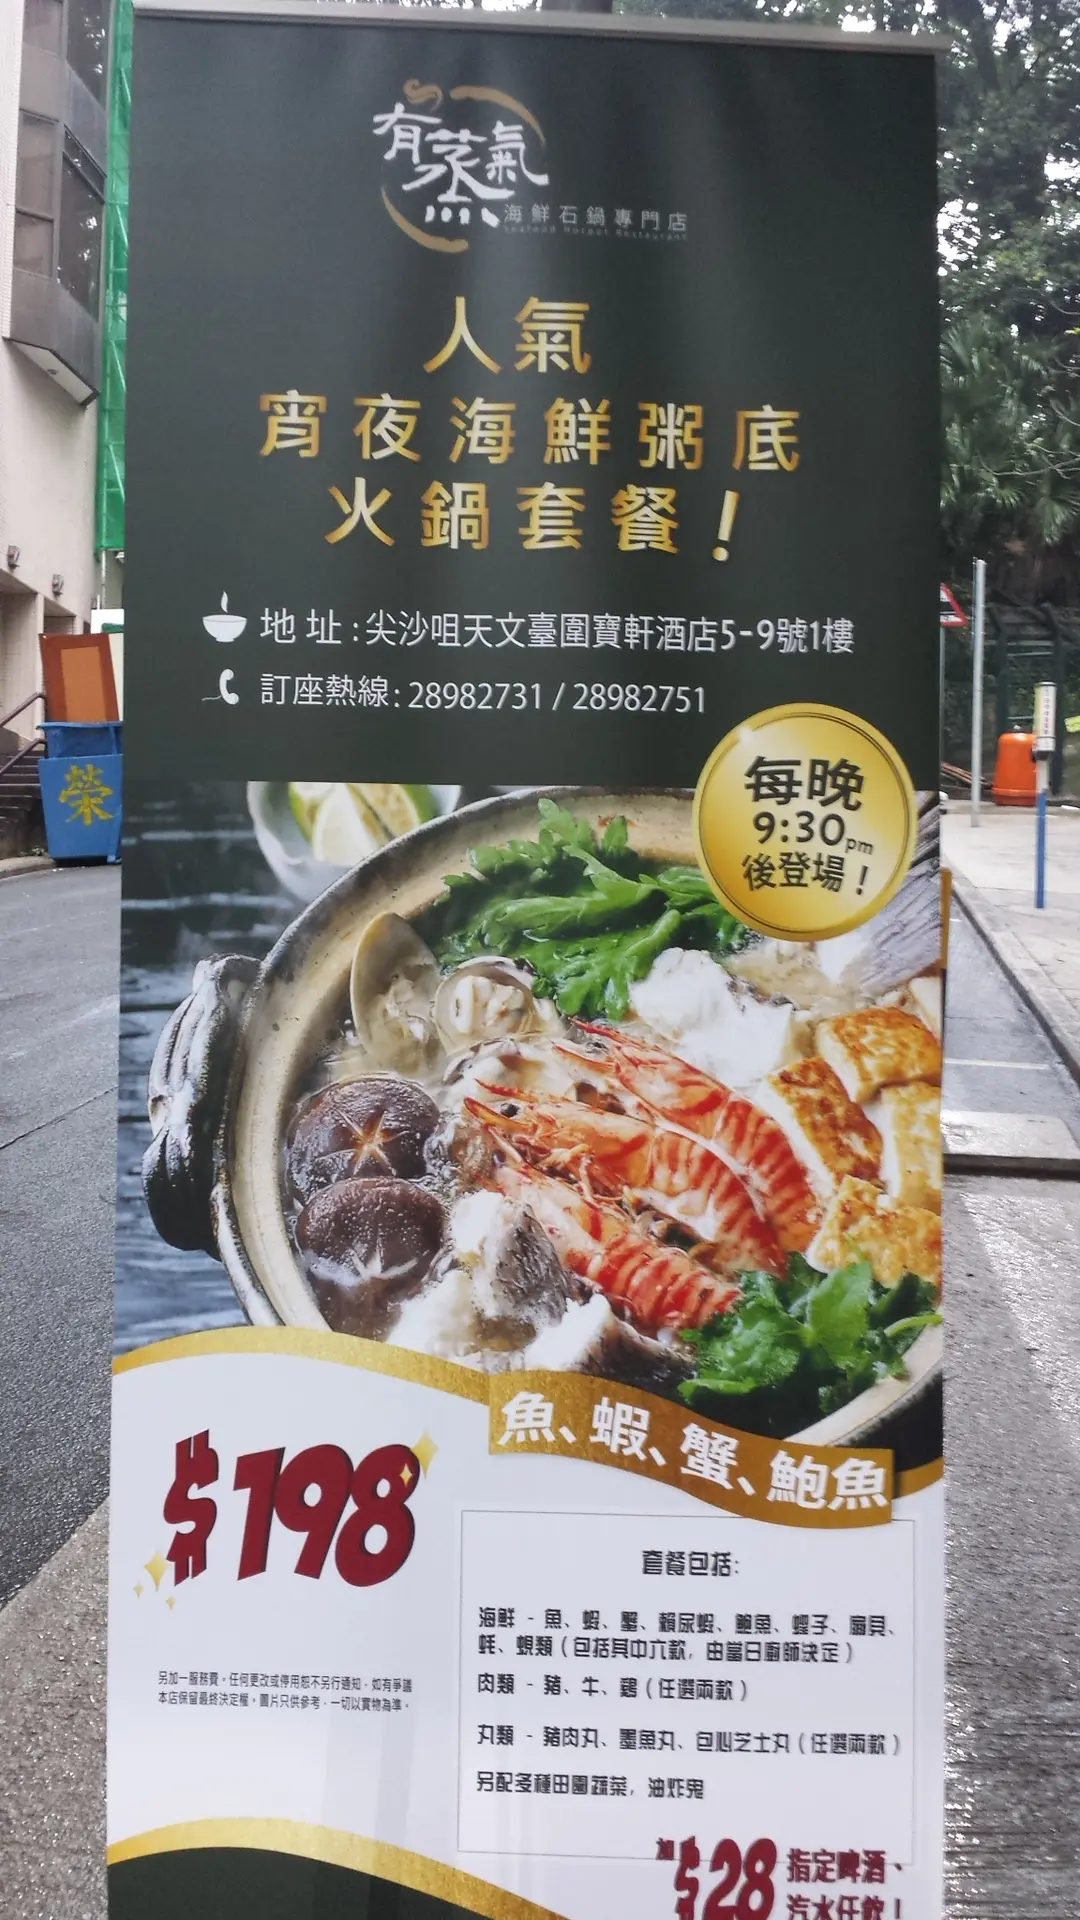 有蒸氣
海鮮石鍋專門店
Seafood Hotpot Restaurant
人氣
宵夜海鮮粥底
火鍋套餐！
地址:尖沙咀天文臺圍寶軒酒店5-9號1樓
訂座熱線: 28982731 / 28982751
每晚
9:30pm
後登場！
榮
魚、蝦、蟹、鮑魚
$198
套餐包括:
海鮮 - 魚、蝦、蟹、賴尿蝦、鮑魚、蟶子、扇貝、
蚝、蜆類（包括其中六款，由當日廚師決定）
肉類 - 豬、牛、雞（任選兩款）
丸類 - 豬肉丸、墨魚丸、包心芝士丸（任選兩款）
另配多種田園蔬菜，油炸鬼
另加一服務費。任何更改或停用恕不另行通知，如有爭議
本店保留最終決定權。圖片只供參考，一切以實物為準。
加$28 指定啤酒、
汽水任飲！